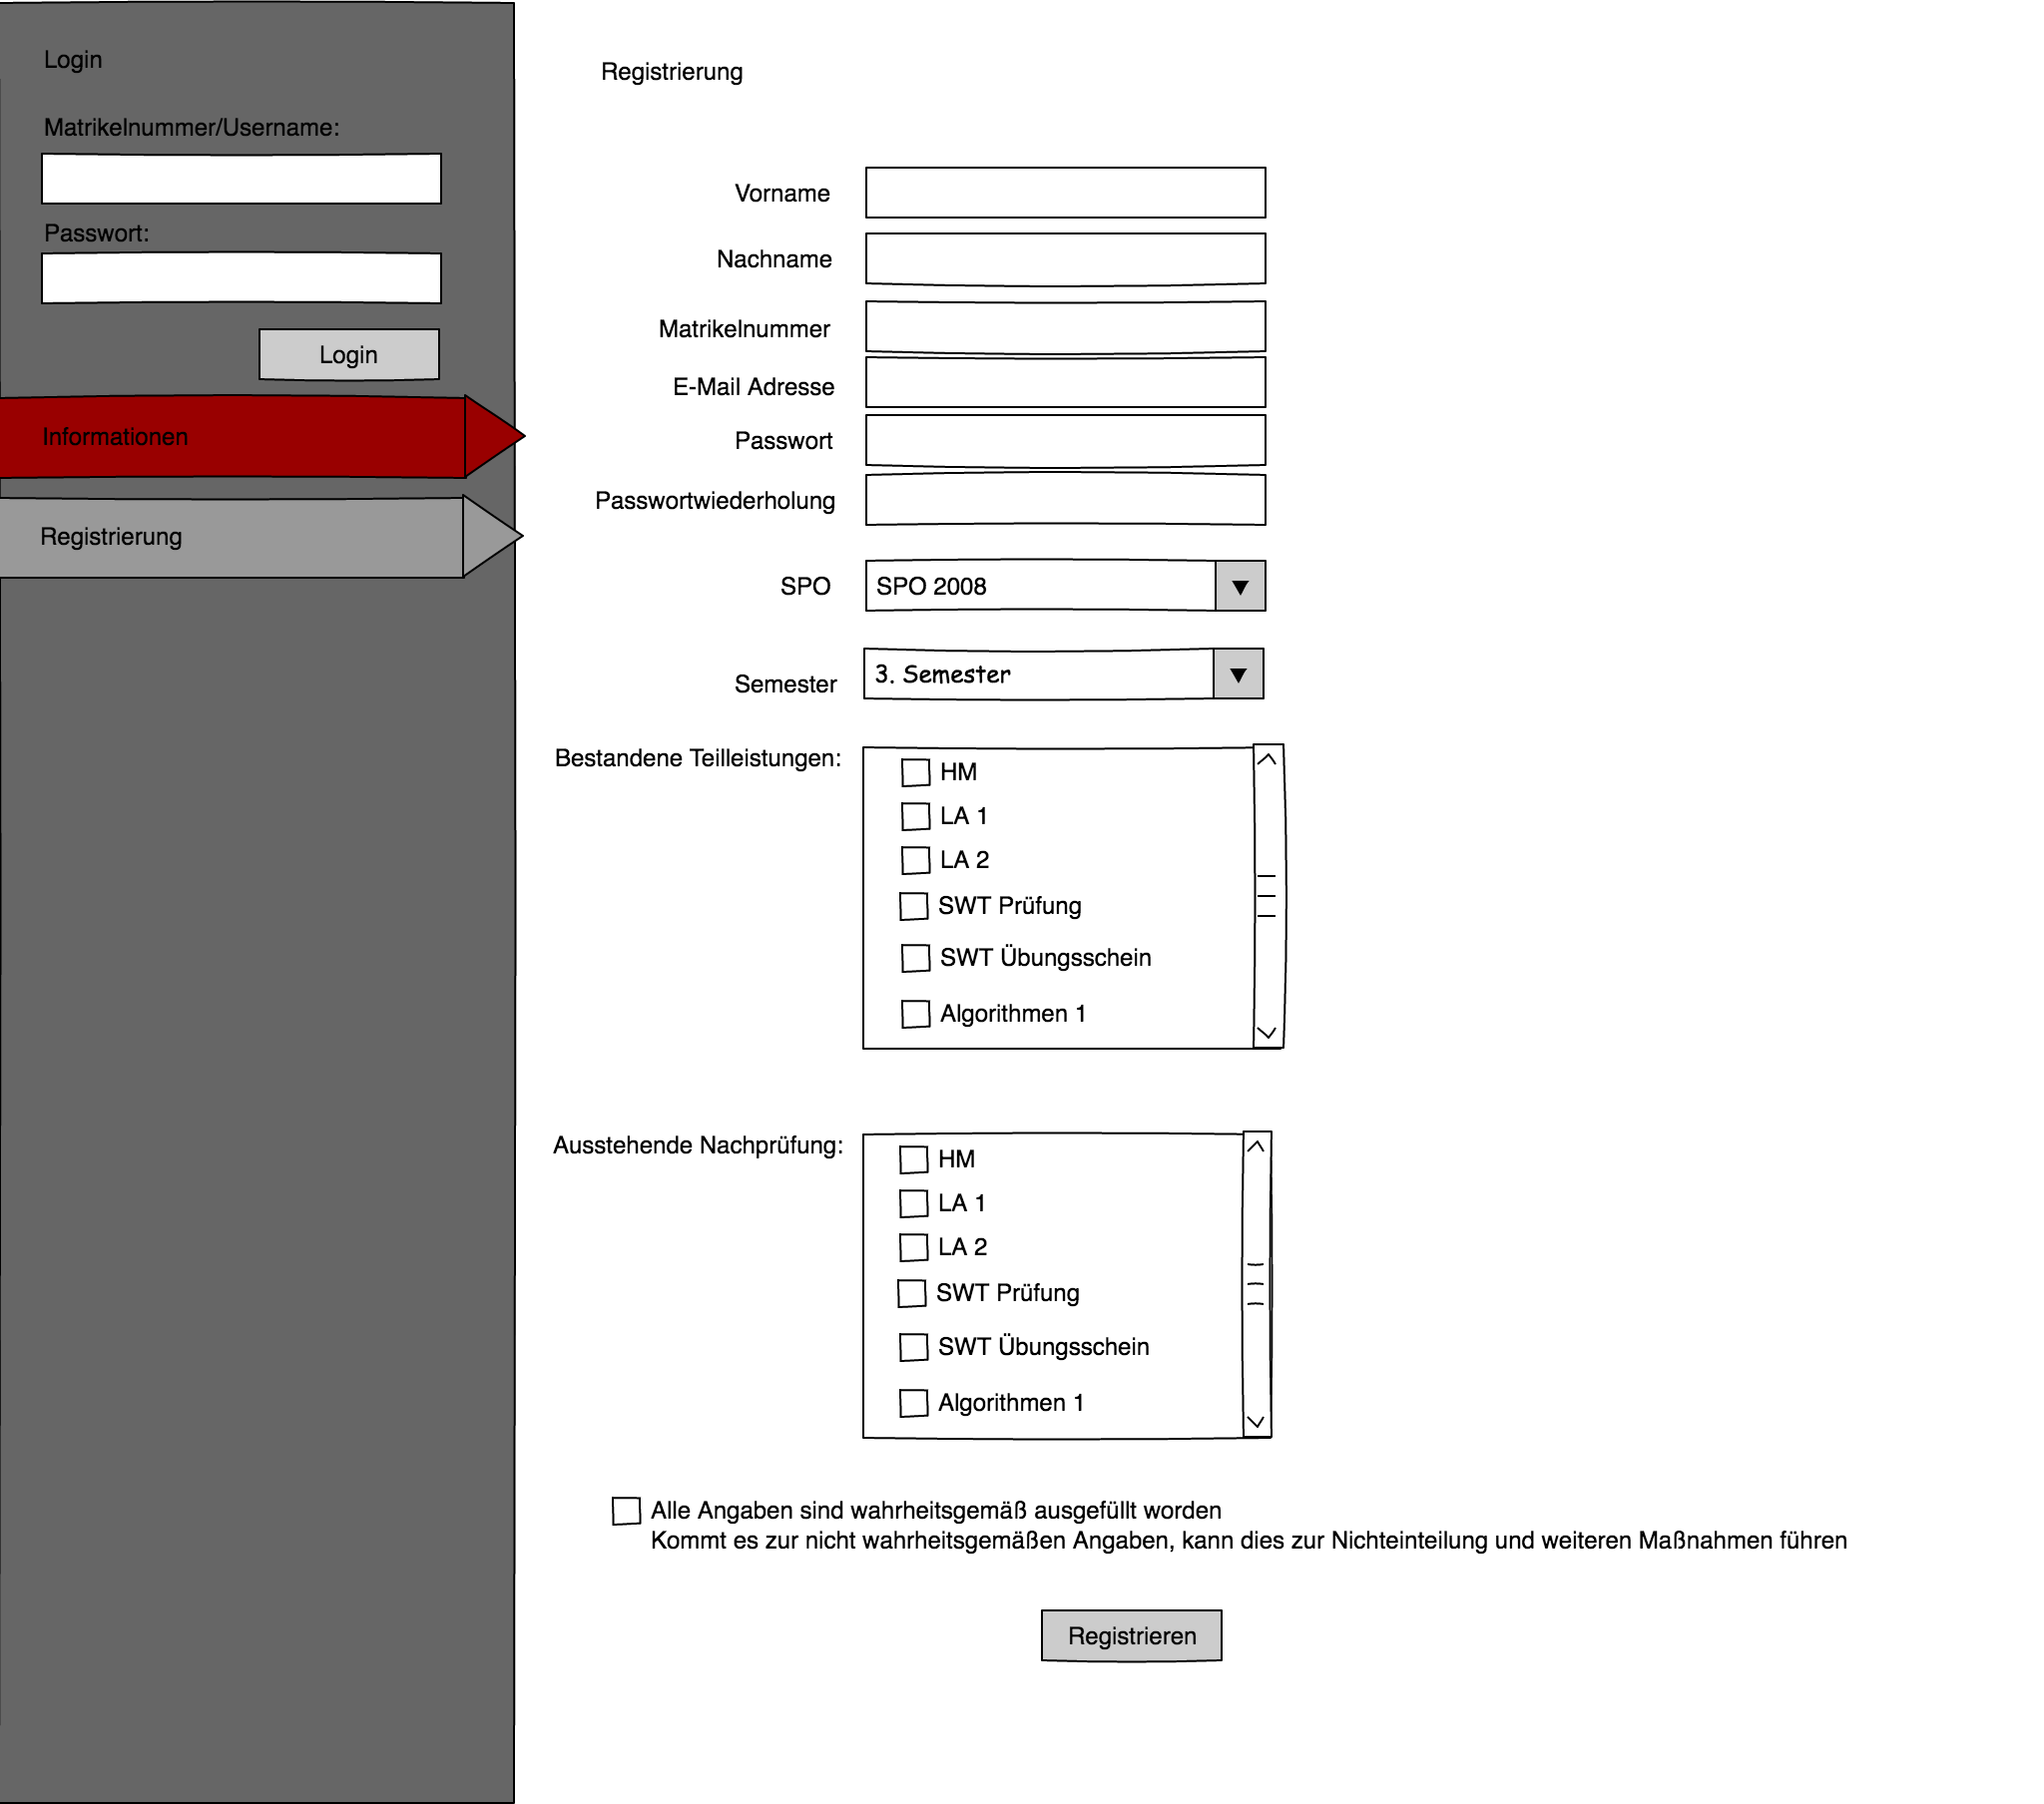 Login
Matrikelnummer/Username:
Passwort:
Login
Informationen
Registrierung
Registrierung
Vorname
Nachname
Matrikelnummer
E-Mail Adresse
Passwort
Passwortwiederholung
SPO SPO 2008
Semester 3. Semester
Bestandene Teilleistungen:
HM
LA 1
LA 2
SWT Prüfung
SWT Übungsschein
Algorithmen 1
Ausstehende Nachprüfung:
HM
LA 1
LA 2
SWT Prüfung
SWT Übungsschein
Algorithmen 1
Alle Angaben sind wahrheitsgemäß ausgefüllt worden
Kommt es zur nicht wahrheitsgemäßen Angaben, kann dies zur Nichteinteilung und weiteren Maßnahmen führen
Registrieren